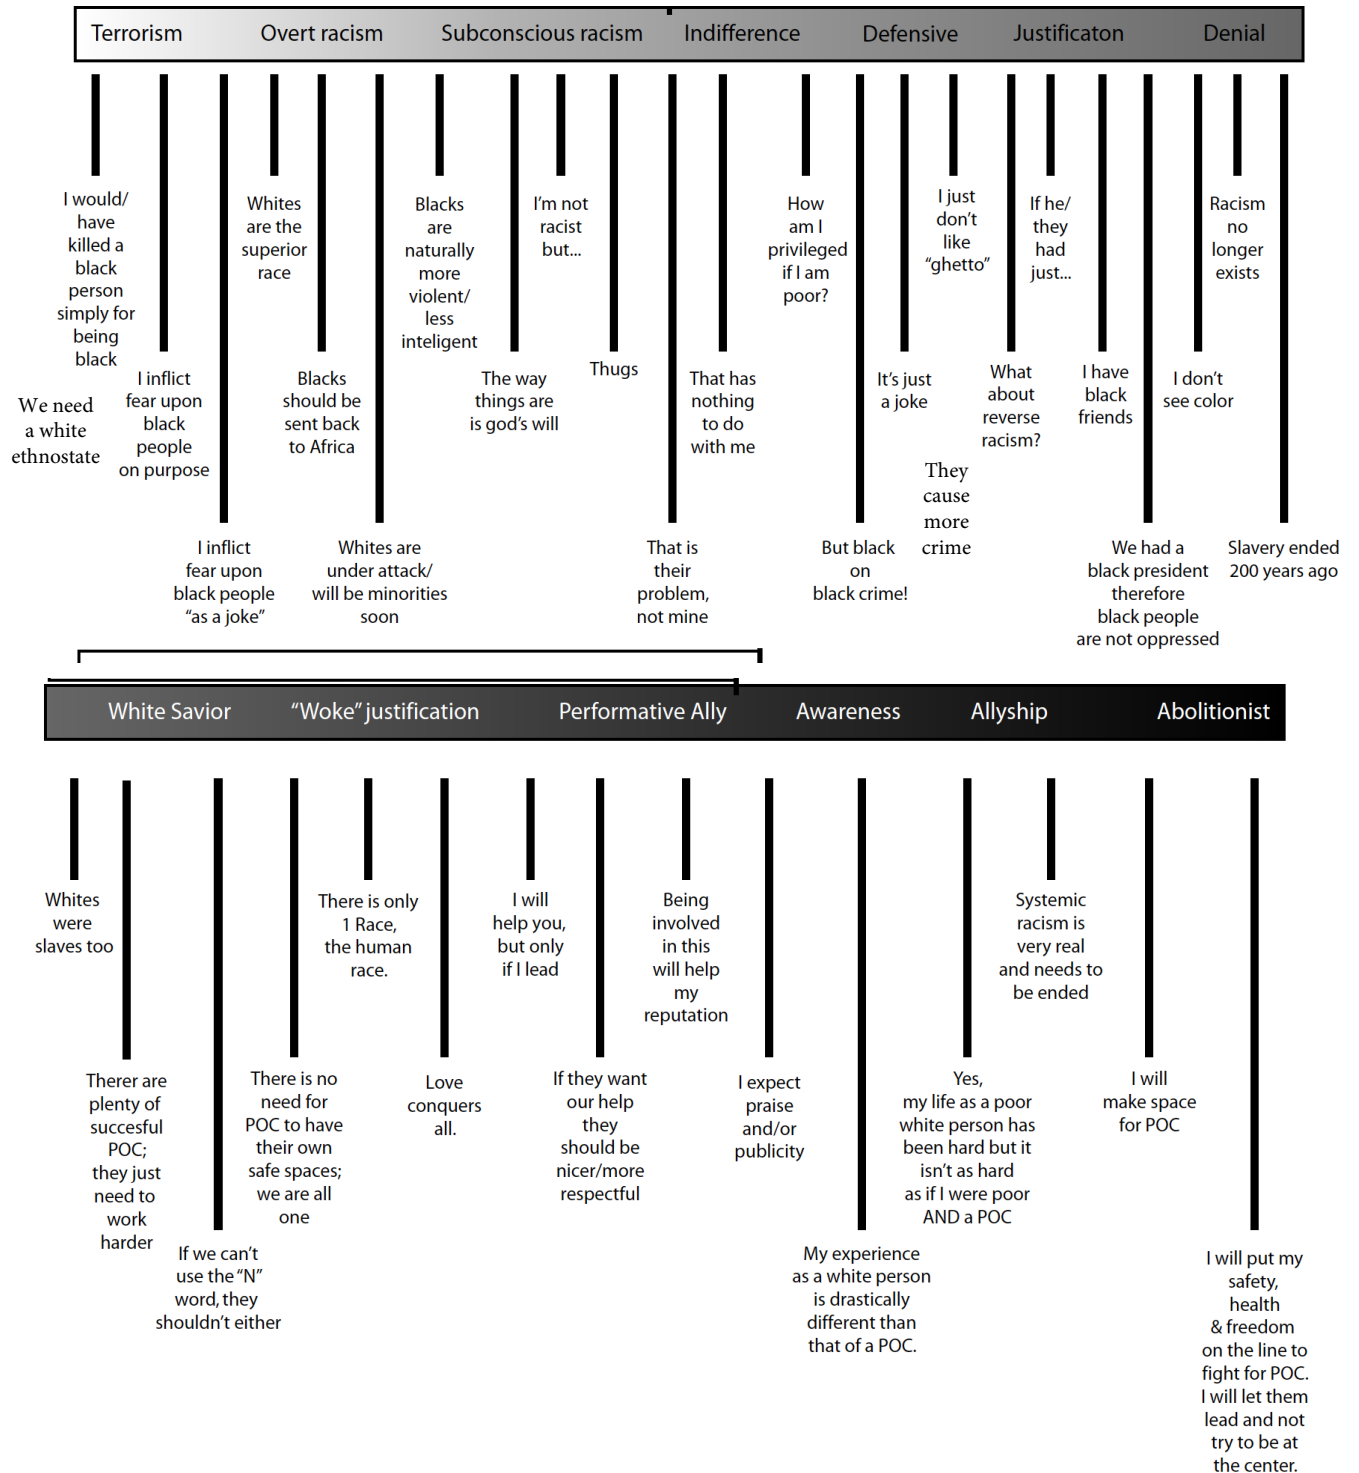 Terrorism
Overt racism
Subconscious racism
Indifference
Defensive
Justificaton
Denial
I would/
have
killed a
black
person
simply for
being
black
We need
a white
ethnostate
I inflict
fear upon
black
people
on purpose
I inflict
fear upon
black people
“as a joke”
Whites
are the
superior
race
Blacks
should be
sent back
to Africa
Whites are
under attack/
will be minorities
soon
Blacks
are
naturally
more
violent/
less
inteligent
The way
things are
is god’s will
I’m not
racist
but...
Thugs
That is
their
problem,
not mine
That has
nothing
to do
with me
How
am I
privileged
if I am
poor?
But black
on
black crime!
It’s just
a joke
I just
don’t
like
“ghetto”
They
cause
more
crime
What
about
reverse
racism?
If he/
they
had
just...
I have
black
friends
We had a
black president
therefore
black people
are not oppressed
I don’t
see color
Racism
no
longer
exists
Slavery ended
200 years ago
White Savior
“Woke” justification
Performative Ally
Awareness
Allyship
Abolitionist
Whites
were
slaves too
Therer are
plenty of
succesful
POC;
they just
need to
work
harder
If we can’t
use the “N”
word, they
shouldn’t either
There is no
need for
POC to have
their own
safe spaces;
we are all
one
There is only
1 Race,
the human
race.
Love
conquers
all.
I will
help you,
but only
if I lead
If they want
our help
they
should be
nicer/more
respectful
Being
involved
in this
will help
my
reputation
I expect
praise
and/or
publicity
My experience
as a white person
is drastically
different than
that of a POC.
Yes,
my life as a poor
white person has
been hard but it
isn’t as hard
as if I were poor
AND a POC
Systemic
racism is
very real
and needs to
be ended
I will
make space
for POC
I will put my
safety,
health
& freedom
on the line to
fight for POC.
I will let them
lead and not
try to be at
the center.